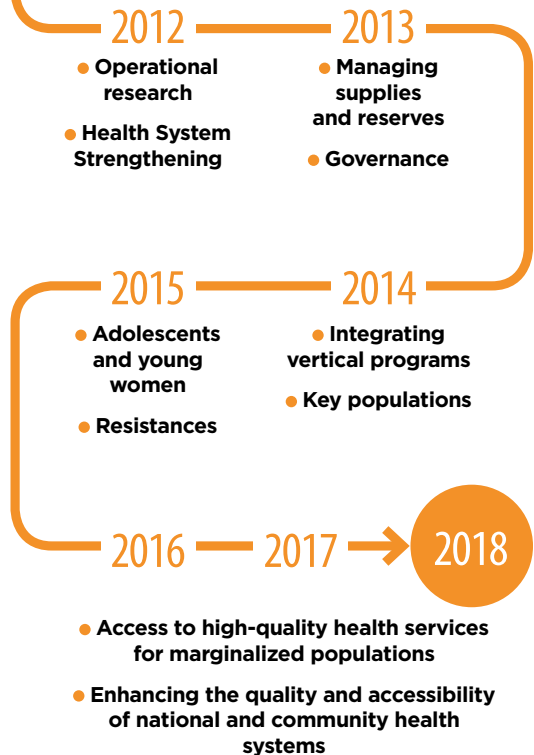 2012
• Operational
research
• Health System
Strengthening
2013
• Managing
supplies
and reserves
• Governance
2014
• Integrating
vertical programs
• Key populations
2015
• Adolescents
and young
women
• Resistances
2016
2017
2018
• Access to high-quality health services
for marginalized populations
• Enhancing the quality and accessibility
of national and community health
systems